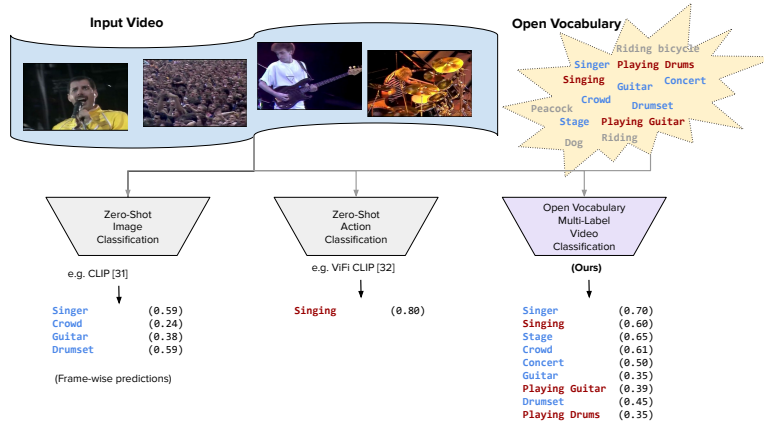 Input Video
Open Vocabulary
Riding bicycle
Singer Playing Drums
Singing
Guitar Concert
Crowd
Peacock Drumset
Stage Playing Guitar
Dog Riding
Zero-Shot
Image
Classification
Zero-Shot
Action
Classification
Open Vocabulary
Multi-Label
Video
Classification
e.g. CLIP [31]
e.g. ViFi CLIP [32]
(Ours)
Singer (0.59)
Crowd (0.24)
Guitar (0.38)
Drumset (0.59)
(Frame-wise predictions)
Singing (0.80)
Singer (0.70)
Singing (0.60)
Stage (0.65)
Crowd (0.61)
Concert (0.50)
Guitar (0.35)
Playing Guitar (0.39)
Drumset (0.45)
Playing Drums (0.35)